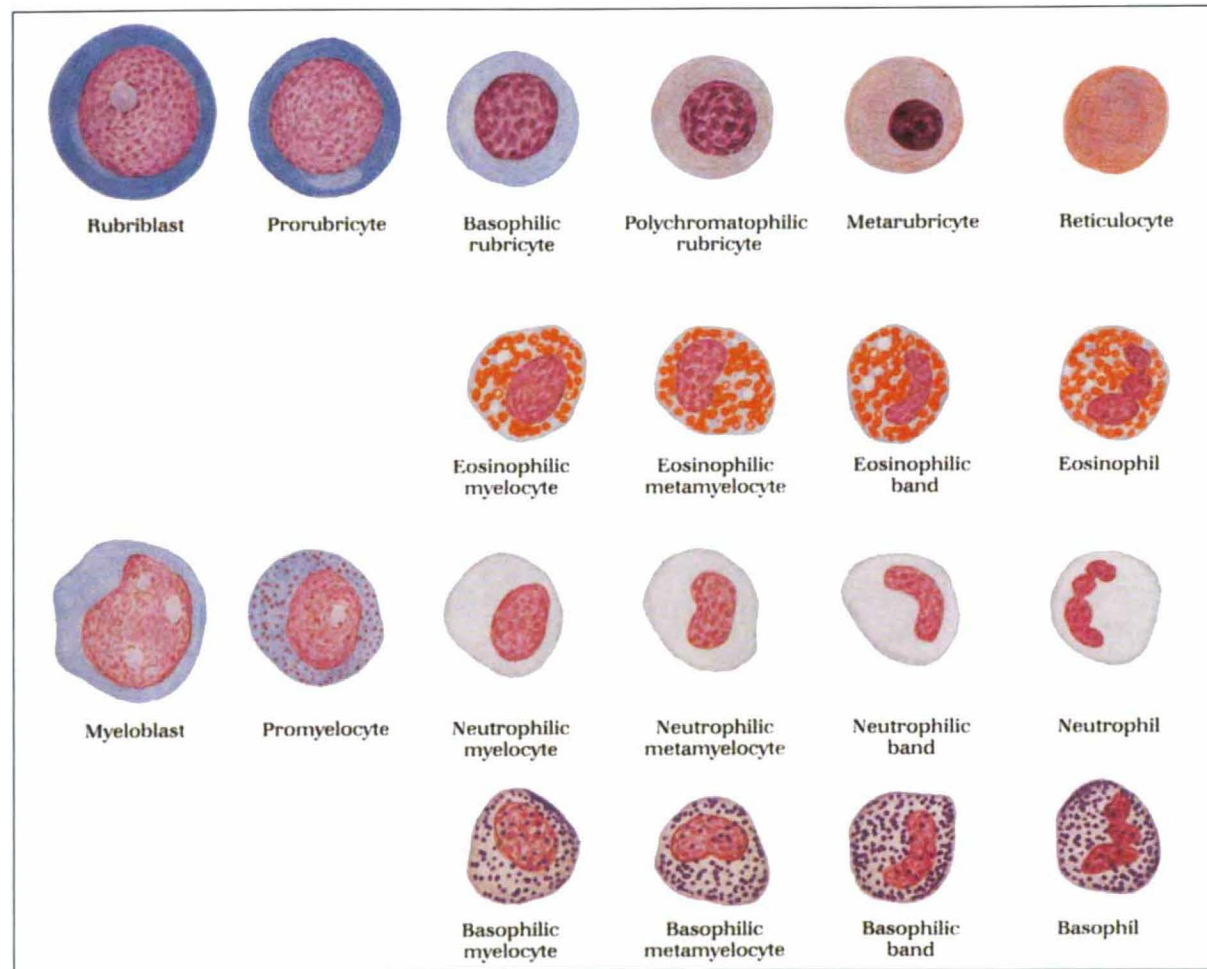 Rubriblast Prorubricyte Basophilic Polychromatophilic Metarubricyte Reticulocyte
rubricyte rubricyte
Eosinophilic Eosinophilic Eosinophilic Eosinophil
myelocyte metamyelocyte band
Myeloblast Promyelocyte Neutrophilic Neutrophilic Neutrophilic Neutrophil
myelocyte metamyelocyte band
Basophilic Basophilic Basophilic Basophil
myelocyte metamyelocyte band